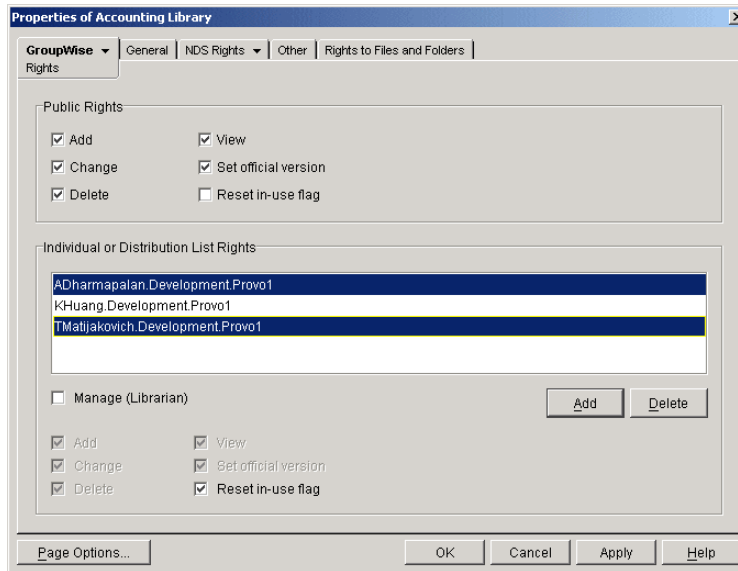 Properties of Accounting Library
GroupWise General NDS Rights Other Rights to Files and Folders
Rights
Public Rights
Add View
Change Set official version
Delete Reset in-use flag
Individual or Distribution List Rights
ADharmapalan.Development.Provo1
KHuang.Development.Provo1
TMatijakovich.Development.Provo1
Manage (Librarian) Add Delete
Add View
Change Set official version
Delete Reset in-use flag
Page Options... OK Cancel Apply Help